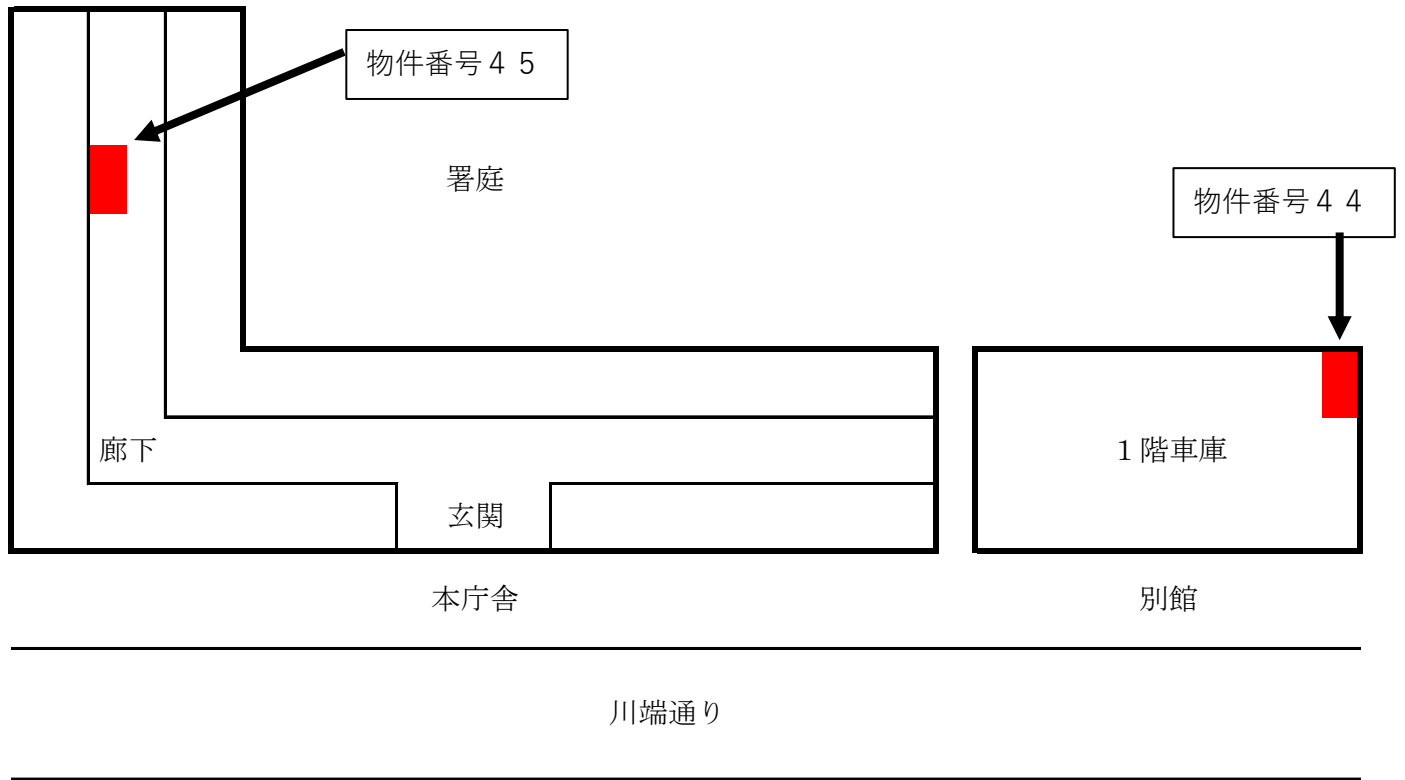 物件番号４５
署庭
物件番号４４
廊下
１階車庫
玄関
本庁舎
別館
川端通り